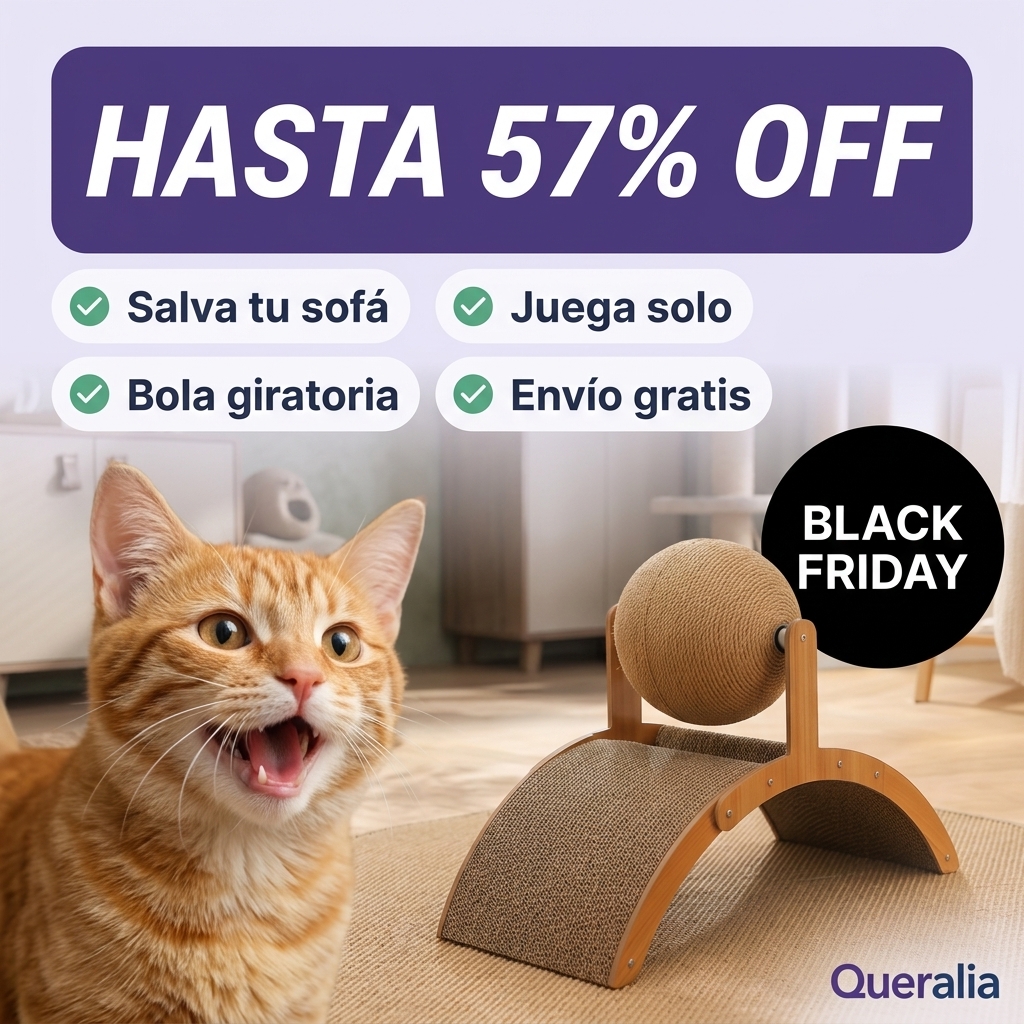 HASTA 57% OFF
Salva tu sofá
Juega solo
Bola giratoria
Envío gratis
BLACK
FRIDAY
Queralia